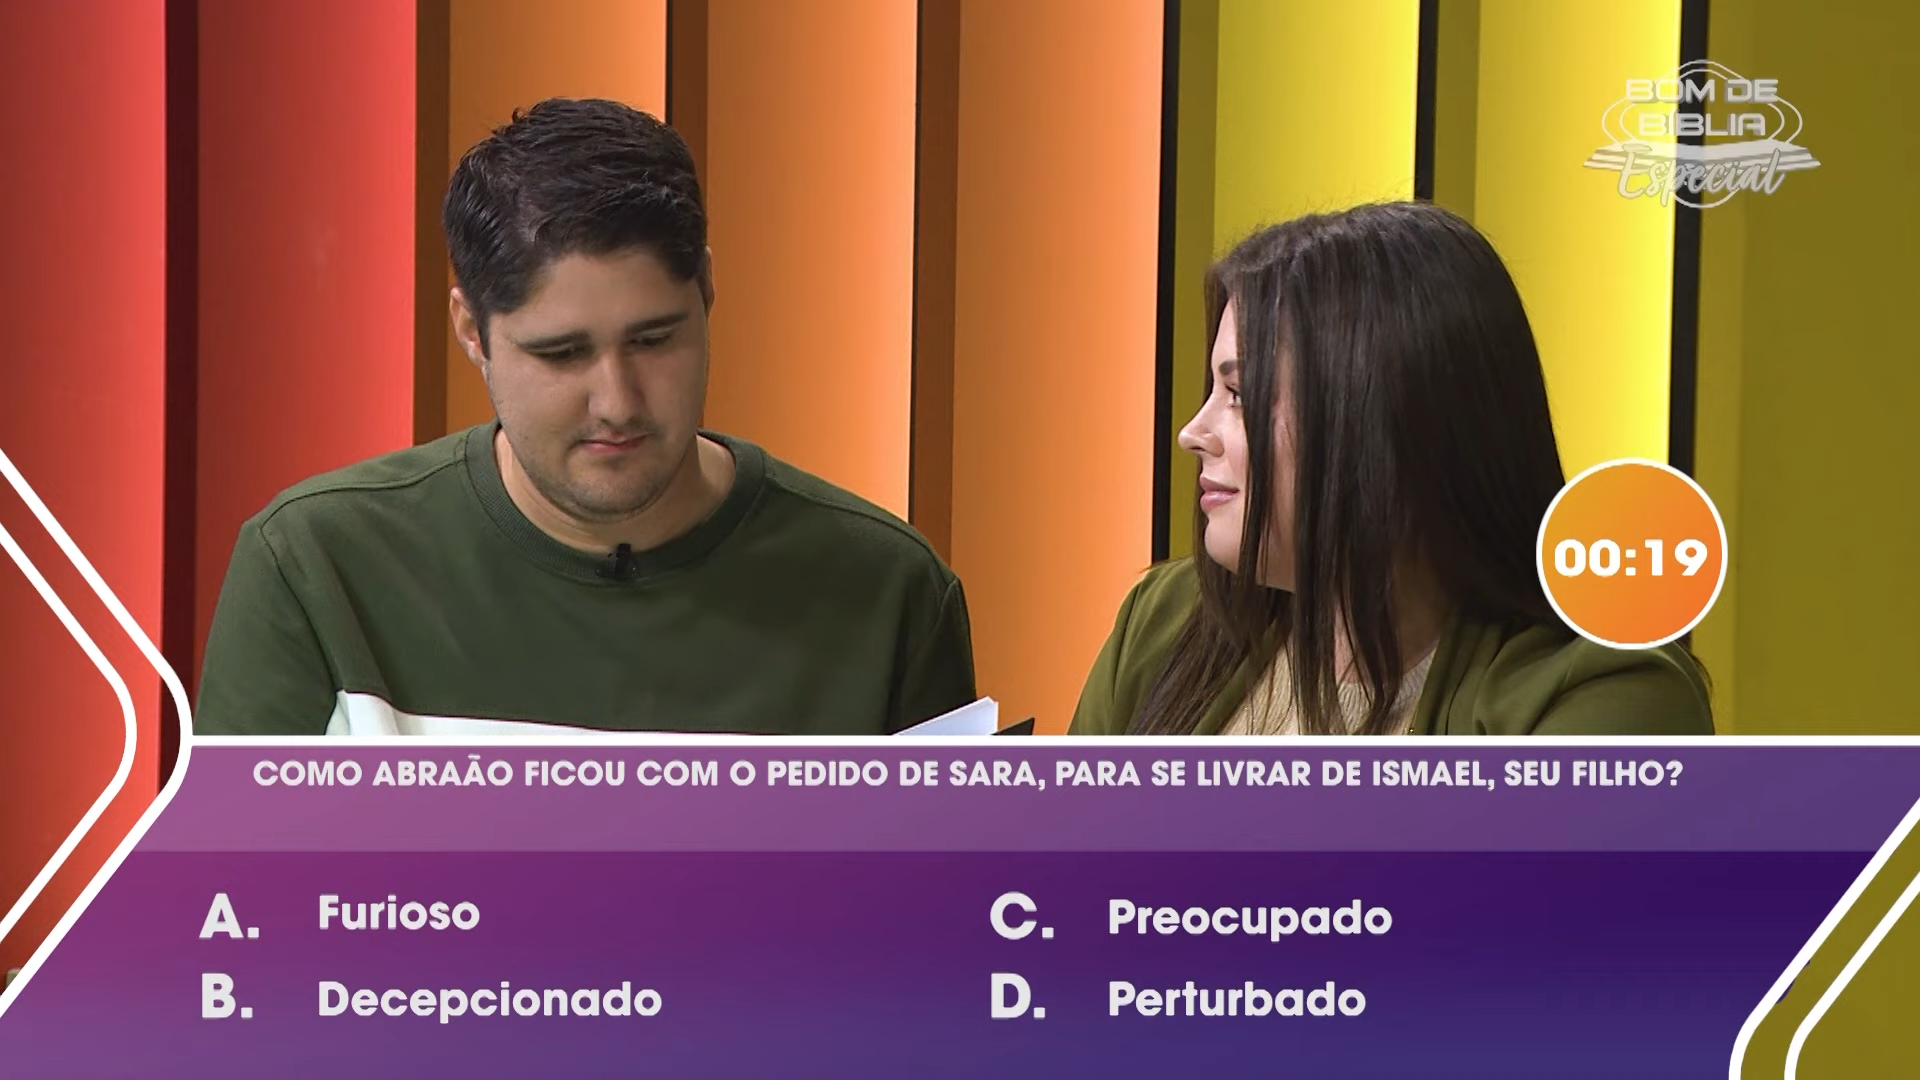 BOM DE
BÍBLIA
Especial
00:19
COMO ABRAÃO FICOU COM O PEDIDO DE SARA, PARA SE LIVRAR DE ISMAEL, SEU FILHO?
A. Furioso
B. Decepcionado
C. Preocupado
D. Perturbado